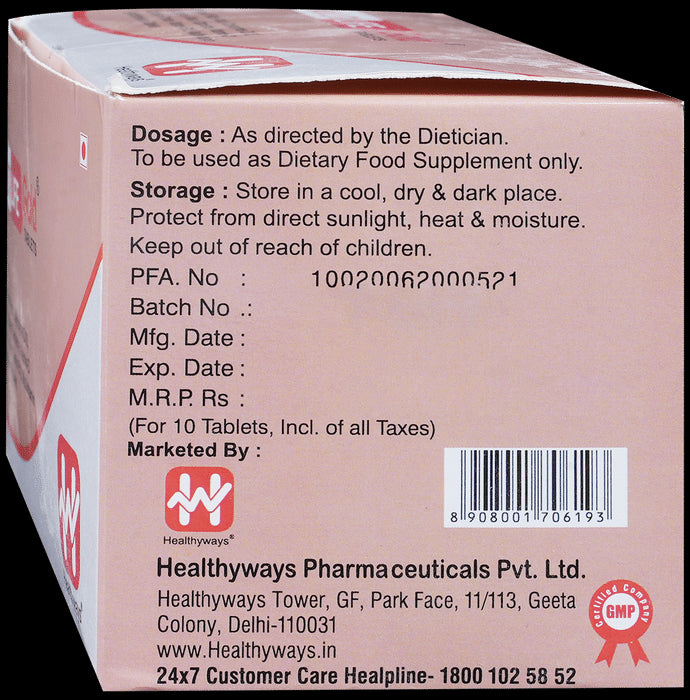 Dosage : As directed by the Dietician.
To be used as Dietary Food Supplement only.
Storage : Store in a cool, dry & dark place.
Protect from direct sunlight, heat & moisture.
Keep out of reach of children.
PFA. No : 10020062000521
Batch No .:
Mfg. Date :
Exp. Date :
M.R.P. Rs :
(For 10 Tablets, Incl. of all Taxes)
Marketed By :
Healthyways®
8 908001 706193
Healthyways Pharmaceuticals Pvt. Ltd.
Healthyways Tower, GF, Park Face, 11/113, Geeta
Colony, Delhi-110031
www.Healthyways.in
24x7 Customer Care Healpline- 1800 102 58 52
Certified Company
GMP